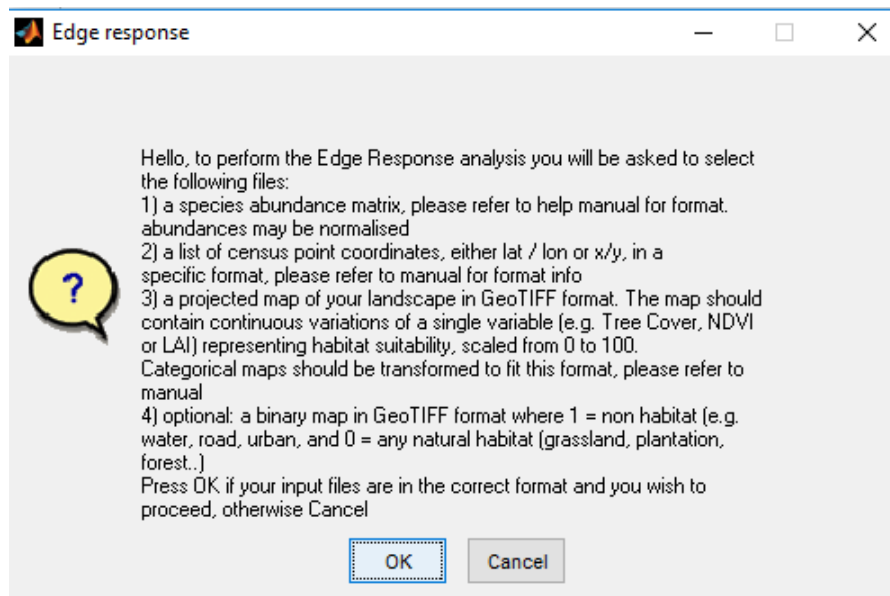 Edge response
Hello, to perform the Edge Response analysis you will be asked to select
the following files:
1) a species abundance matrix, please refer to help manual for format.
abundances may be normalised
2) a list of census point coordinates, either lat / lon or x/y, in a
specific format, please refer to manual for format info
3) a projected map of your landscape in GeoTIFF format. The map should
contain continuous variations of a single variable (e.g. Tree Cover, NDVI
or LAI) representing habitat suitability, scaled from 0 to 100.
Categorical maps should be transformed to fit this format, please refer to
manual
4) optional: a binary map in GeoTIFF format where 1 = non habitat (e.g.
water, road, urban, and 0 = any natural habitat (grassland, plantation,
forest..)
Press OK if your input files are in the correct format and you wish to
proceed, otherwise Cancel
?
OK
Cancel